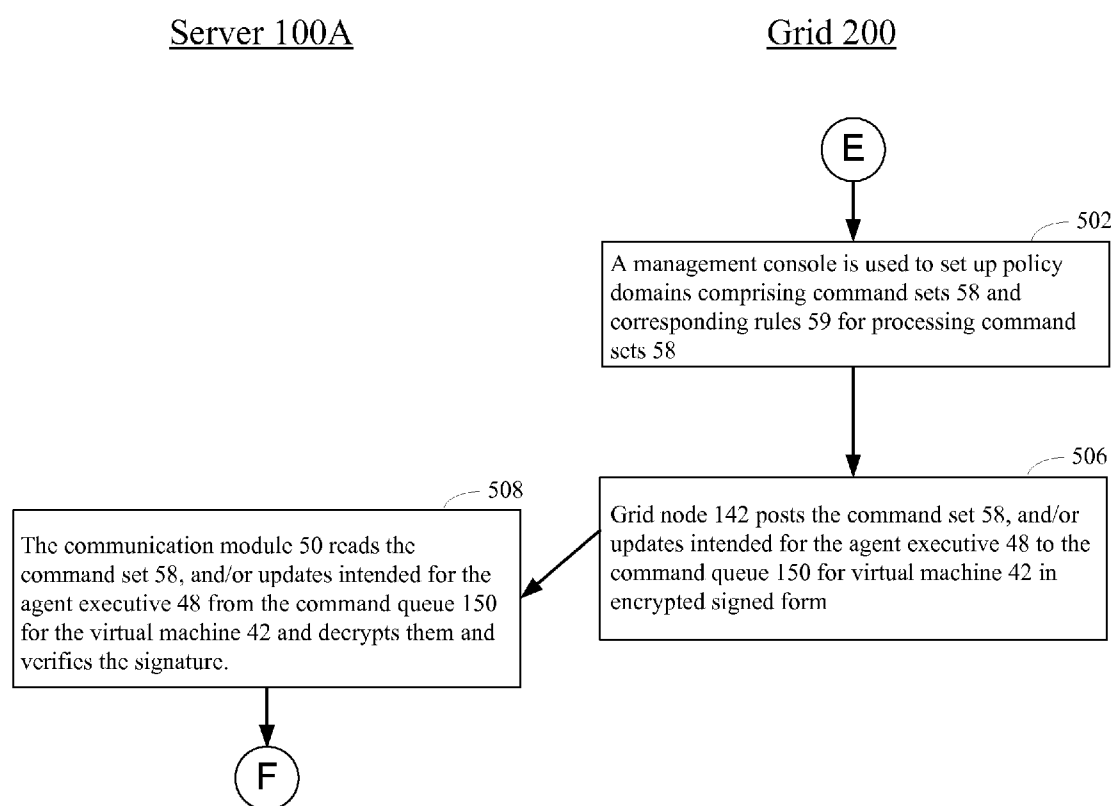 Server 100A
Grid 200
E
502
A management console is used to set up policy
domains comprising command sets 58 and
corresponding rules 59 for processing command
sets 58
506
Grid node 142 posts the command set 58, and/or
updates intended for the agent executive 48 to the
command queue 150 for virtual machine 42 in
encrypted signed form
508
The communication module 50 reads the
command set 58, and/or updates intended for the
agent executive 48 from the command queue 150
for the virtual machine 42 and decrypts them and
verifies the signature.
F